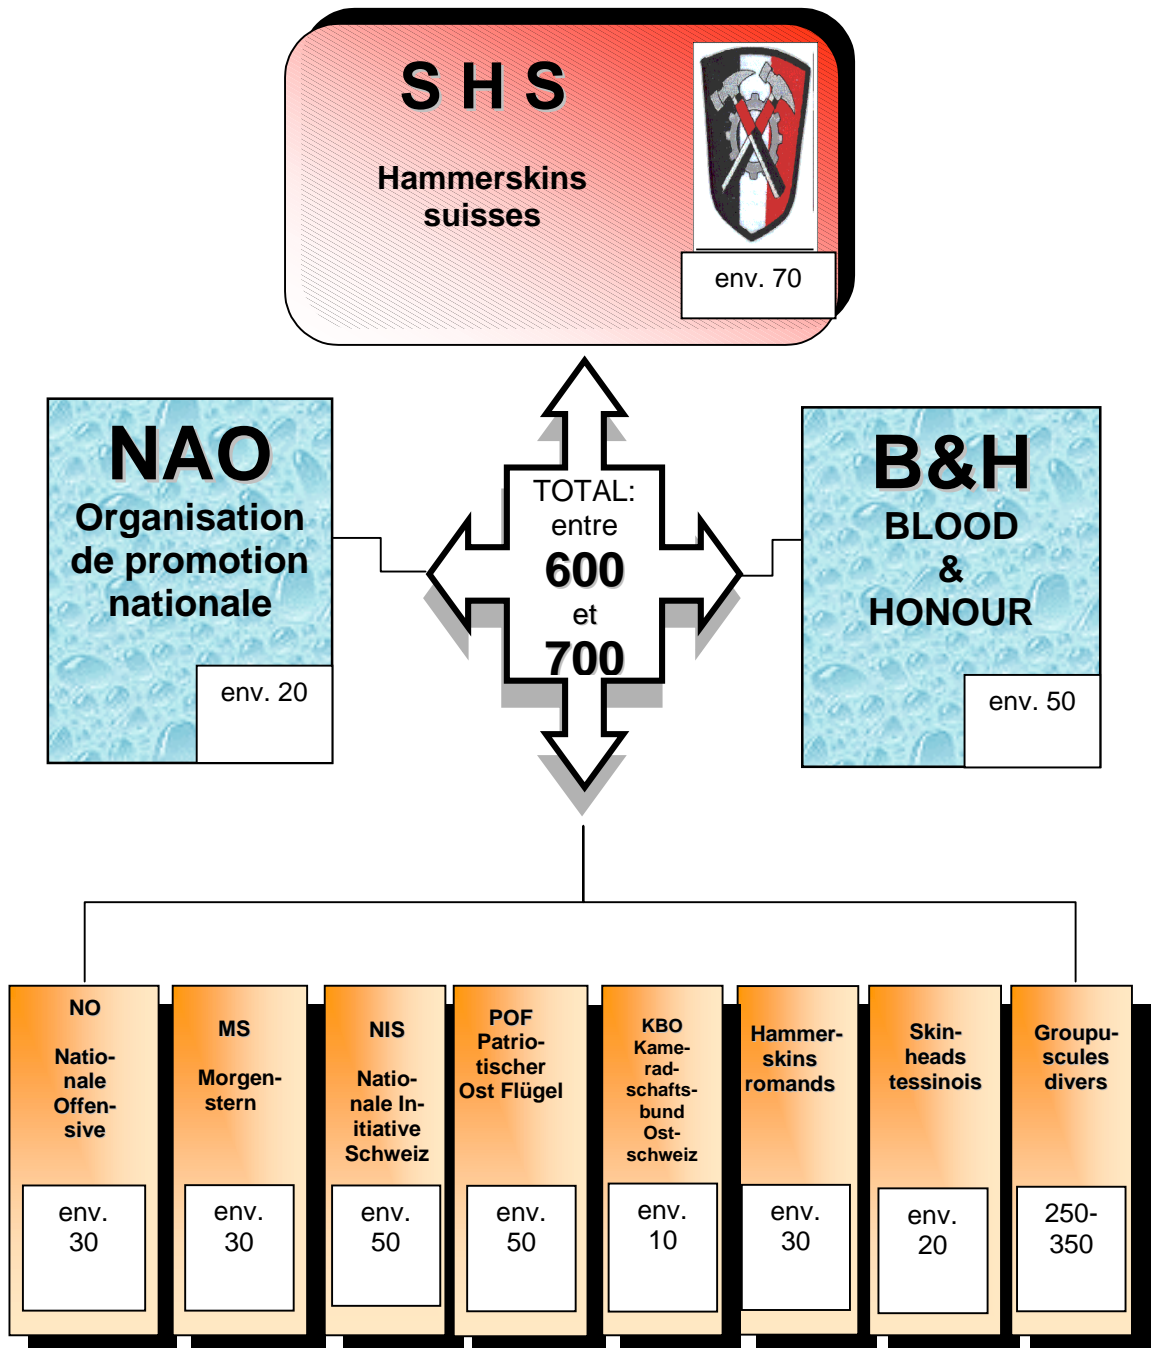 S H S
Hammerskins
suisses
env. 70
NAO
Organisation
de promotion
nationale
env. 20
TOTAL:
entre
600
et
700
B&H
BLOOD
&
HONOUR
env. 50
NO
Natio-
nale
Offen-
sive
env.
30
MS
Morgen-
stern
env.
30
NIS
Natio-
nale In-
itiative
Schweiz
env.
50
POF
Patrio-
tischer
Ost Flügel
env.
50
KBO
Kame-
rad-
schafts-
bund
Ost-
schweiz
env.
10
Hammer-
skins
romands
env.
30
Skin-
heads
tessinois
env.
20
Groupu-
scules
divers
250-
350